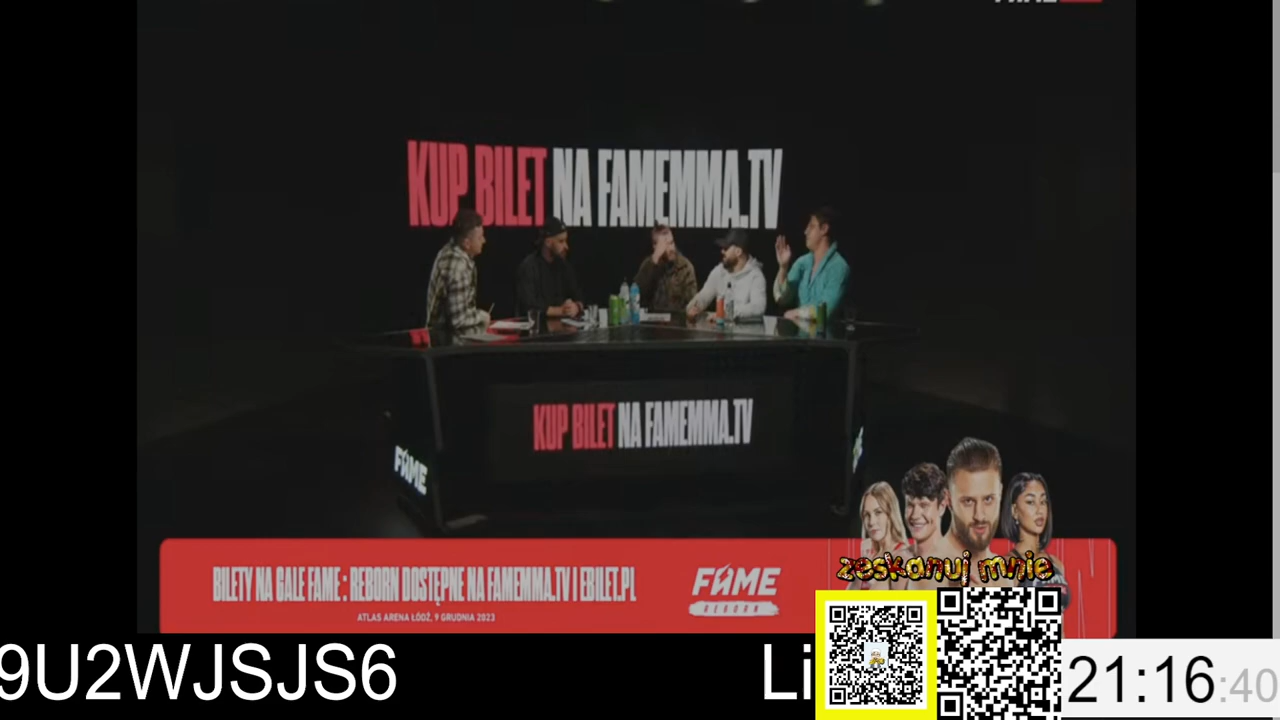 KUP BILET NA FAMEMMA.TV
KUP BILET NA FAMEMMA.TV
FAME
BILETY NA GALE FAME : REBORN DOSTĘPNE NA FAMEMMA.TV I EBILET.PL
ATLAS ARENA ŁÓDŹ, 9 GRUDNIA 2023
FAME
REBORN
zeskanuj mnie
9U2WJSJS6
Li
21:16:40